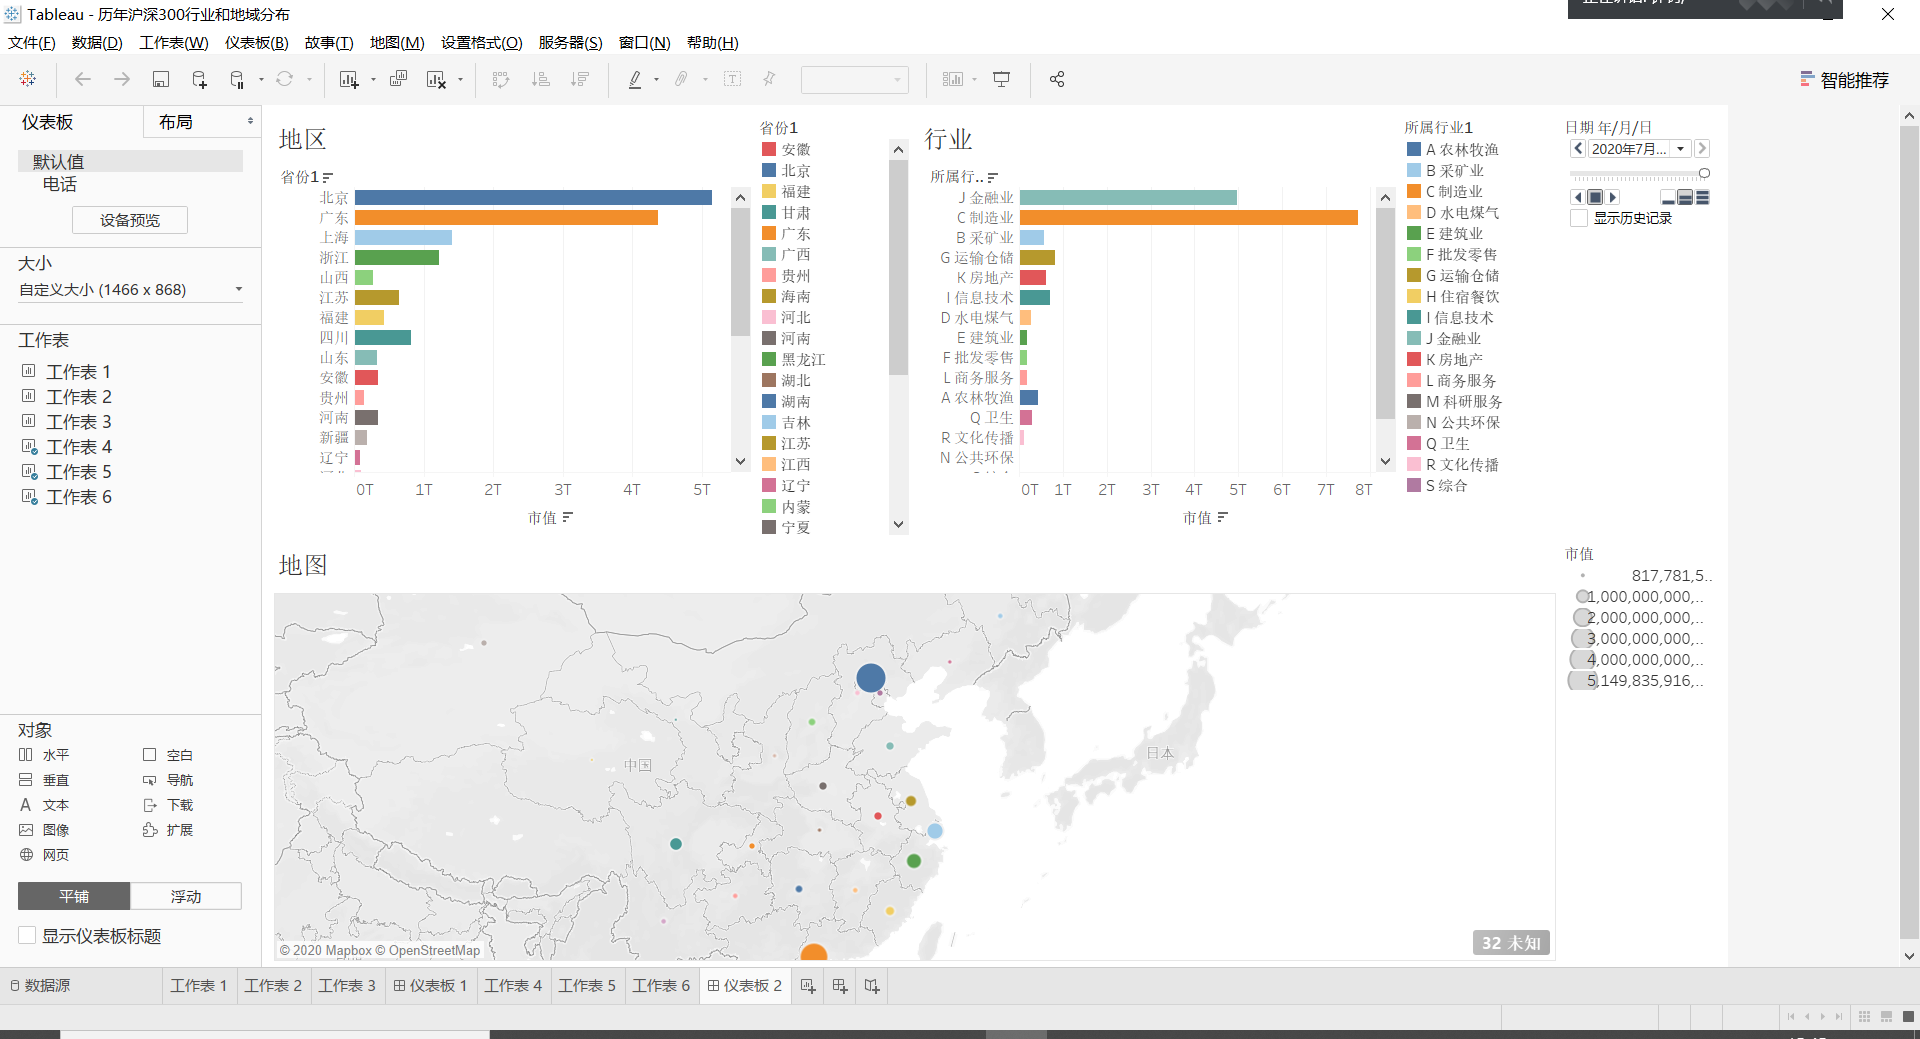 Tableau - 历年沪深300行业和地域分布
文件(F) 数据(D) 工作表(W) 仪表板(B) 故事(T) 地图(M) 设置格式(O) 服务器(S) 窗口(N) 帮助(H)
智能推荐
仪表板 布局
默认值
电话
设备预览
大小
自定义大小 (1466 x 868)
工作表
工作表 1
工作表 2
工作表 3
工作表 4
工作表 5
工作表 6
对象
水平 空白
垂直 导航
A 文本 下载
图像 扩展
网页
平铺 浮动
显示仪表板标题
地区
省份1
北京
广东
上海
浙江
山西
江苏
福建
四川
山东
安徽
贵州
河南
新疆
辽宁
0T 1T 2T 3T 4T 5T
市值
省份1
安徽
北京
福建
甘肃
广东
广西
贵州
海南
河北
河南
黑龙江
湖北
湖南
吉林
江苏
江西
辽宁
内蒙
宁夏
行业
所属行..
J 金融业
C 制造业
B 采矿业
G 运输仓储
K 房地产
I 信息技术
D 水电煤气
E 建筑业
F 批发零售
L 商务服务
A 农林牧渔
Q 卫生
R 文化传播
N 公共环保
0T 1T 2T 3T 4T 5T 6T 7T 8T
市值
所属行业1
A 农林牧渔
B 采矿业
C 制造业
D 水电煤气
E 建筑业
F 批发零售
G 运输仓储
H 住宿餐饮
I 信息技术
J 金融业
K 房地产
L 商务服务
M 科研服务
N 公共环保
Q 卫生
R 文化传播
S 综合
日期 年/月/日
2020年7月...
显示历史记录
地图
中国
日本
© 2020 Mapbox © OpenStreetMap
32 未知
市值
817,781,5..
1,000,000,000,..
2,000,000,000,..
3,000,000,000,..
4,000,000,000,..
5,149,835,916,..
数据源 工作表 1 工作表 2 工作表 3 仪表板 1 工作表 4 工作表 5 工作表 6 仪表板 2